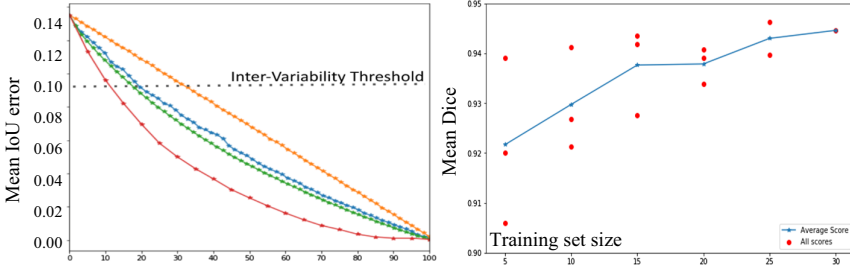 0.14
0.12
0.10
0.08
0.06
0.04
0.02
0.00
Mean IoU error
Inter-Variability Threshold
0 10 20 30 40 50 60 70 80 90 100
0.95
0.94
0.93
0.92
0.91
0.90
Mean Dice
Training set size
Average Score
All scores
5 10 15 20 25 30